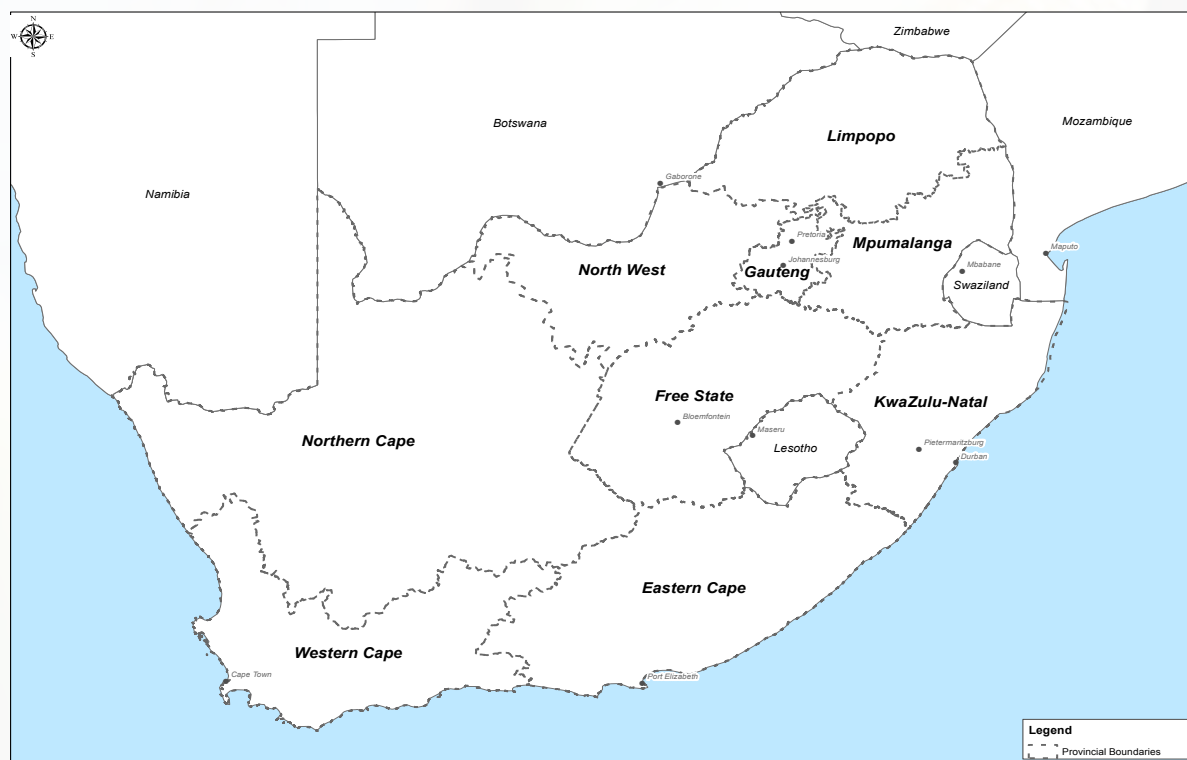 N
W E
S
Zimbabwe
Botswana
Mozambique
Limpopo
Gaborone
Namibia
Pretoria
Mpumalanga
Maputo
North West
Johannesburg
Gauteng
Mbabane
Swaziland
Free State
KwaZulu-Natal
Bloemfontein
Maseru
Northern Cape
Lesotho
Pietermaritzburg
Durban
Eastern Cape
Western Cape
Cape Town
Port Elizabeth
Legend
Provincial Boundaries